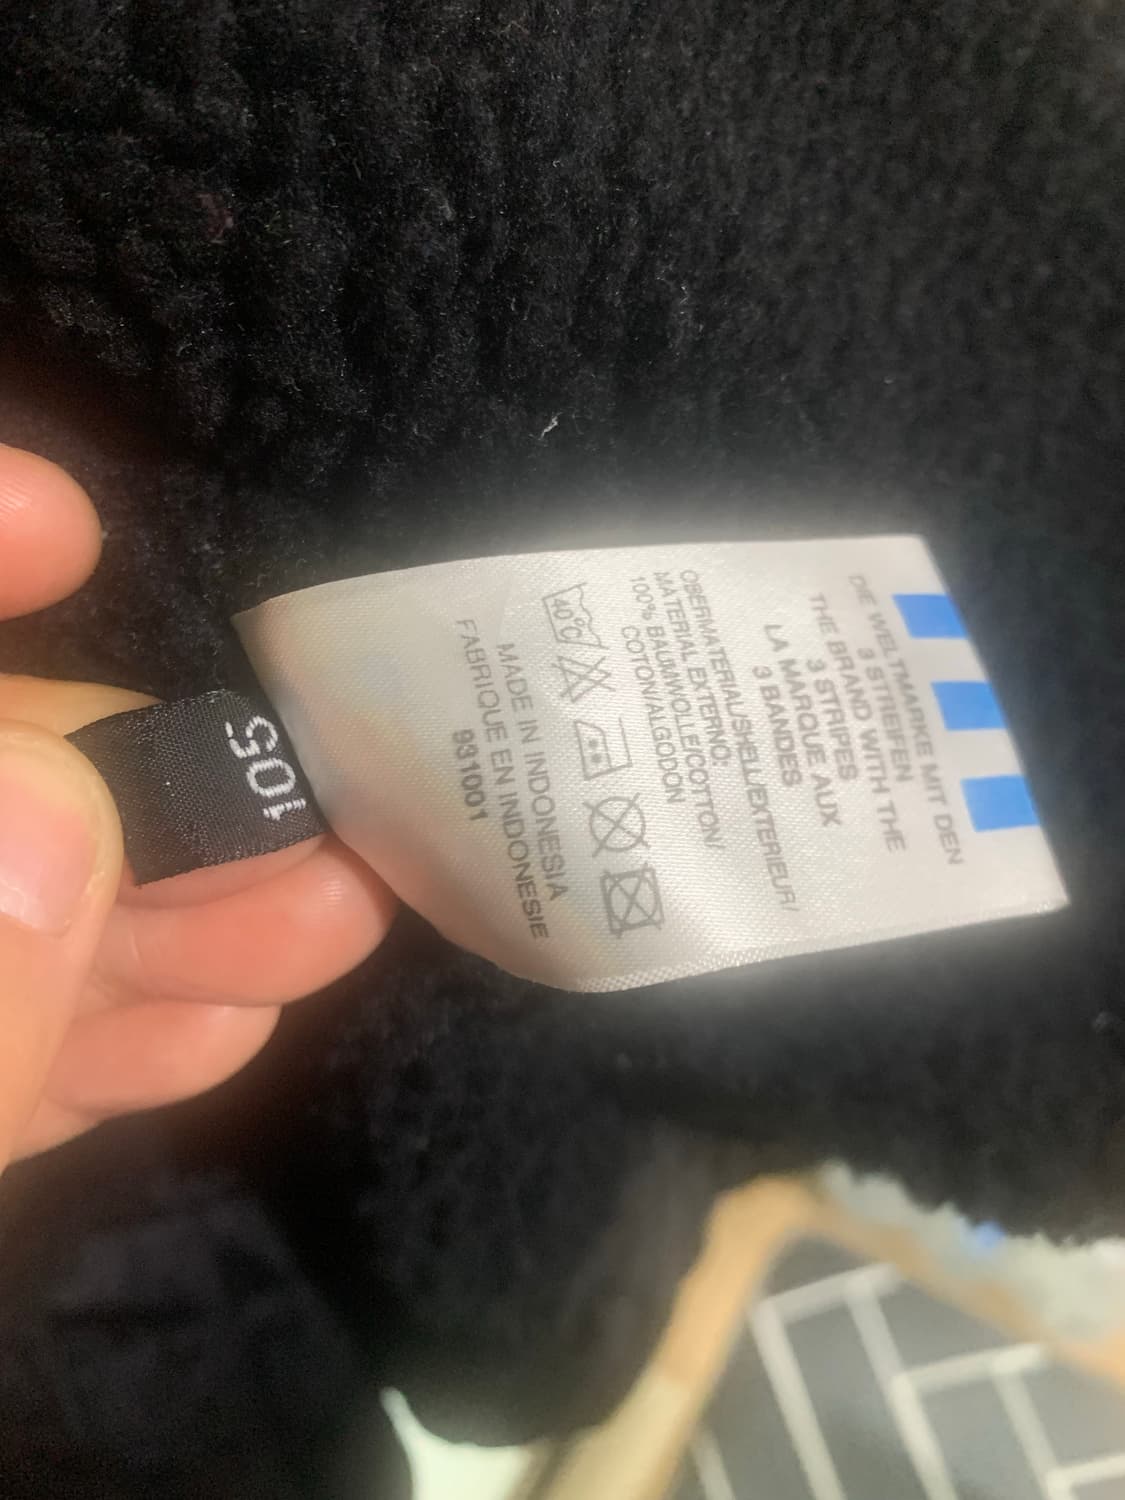 DIE WELTMARKE MIT DEN
3 STREIFEN
THE BRAND WITH THE
3 STRIPES
LA MARQUE AUX
3 BANDES
OBERMATERIAL/SHELL/EXTERIEUR/
MATERIAL EXTERNO:
100% BAUMWOLLE/COTTON/
COTON/ALGODON
40°C
MADE IN INDONESIA
FABRIQUE EN INDONESIE
931001